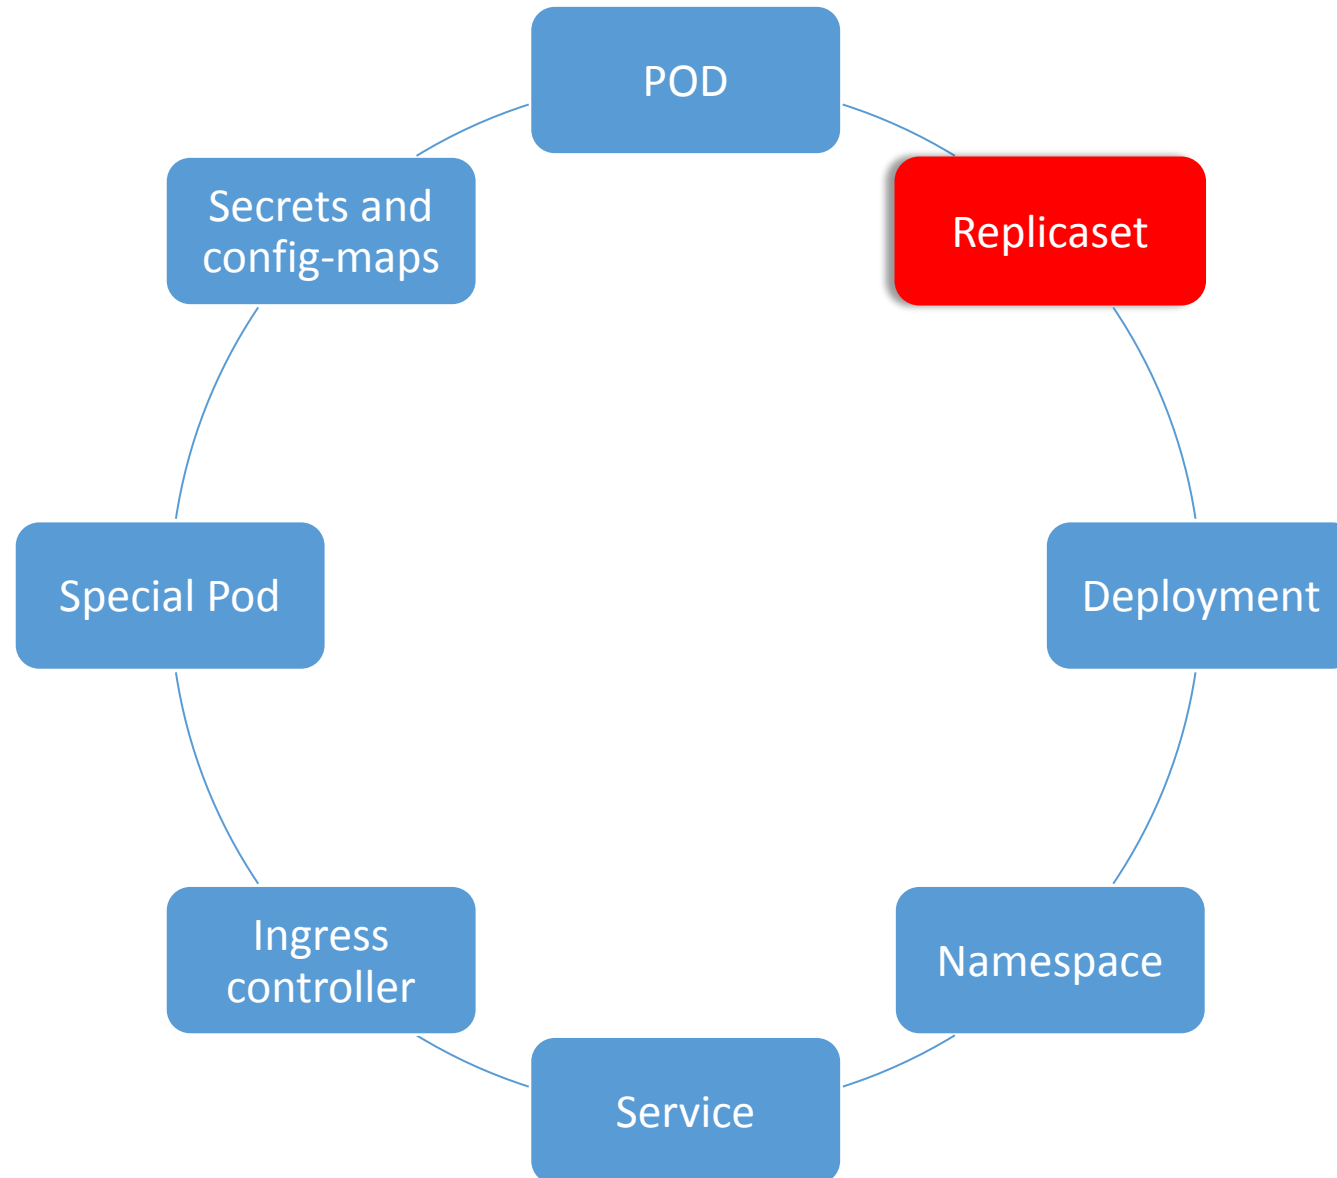 POD
Replicaset
Deployment
Namespace
Service
Ingress
controller
Special Pod
Secrets and
config-maps